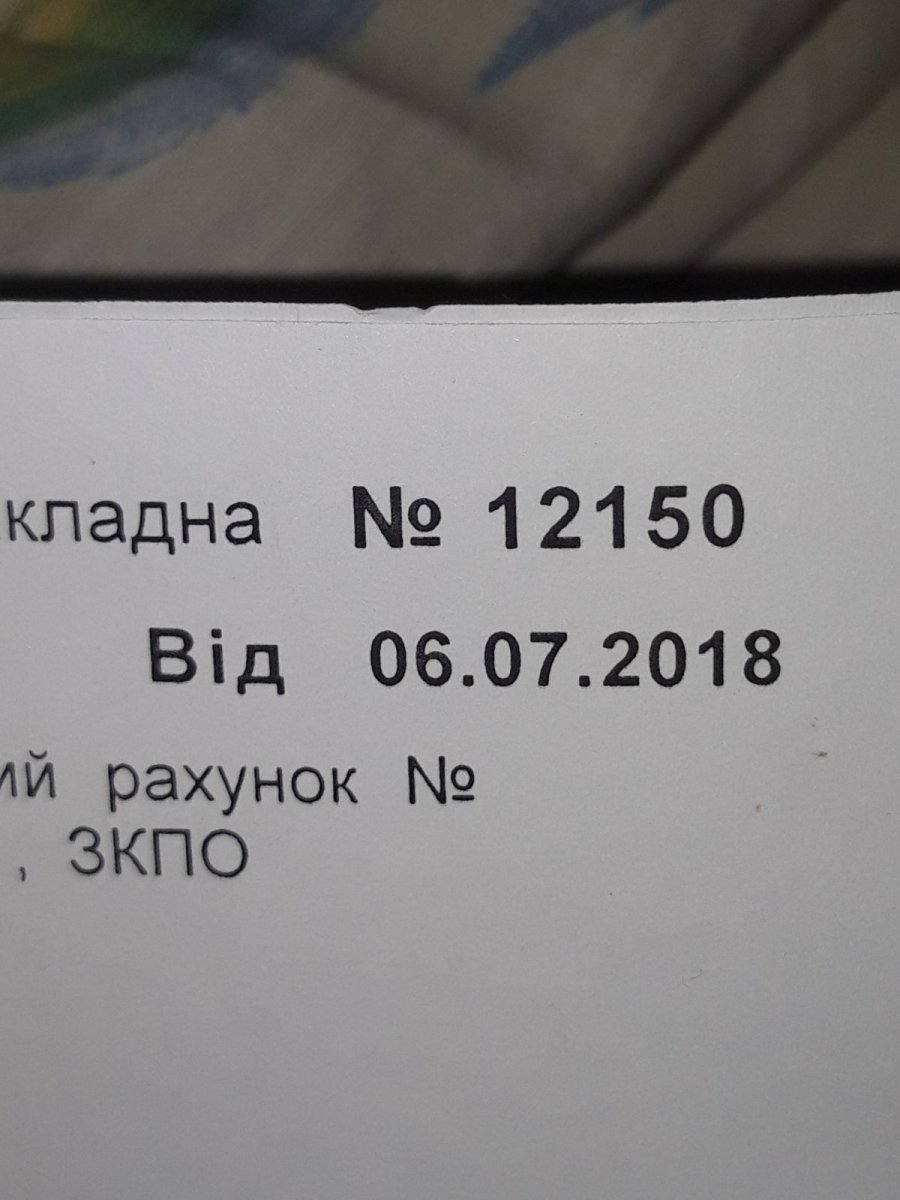 кладна № 12150
Від 06.07.2018
ий рахунок №
, ЗКПО